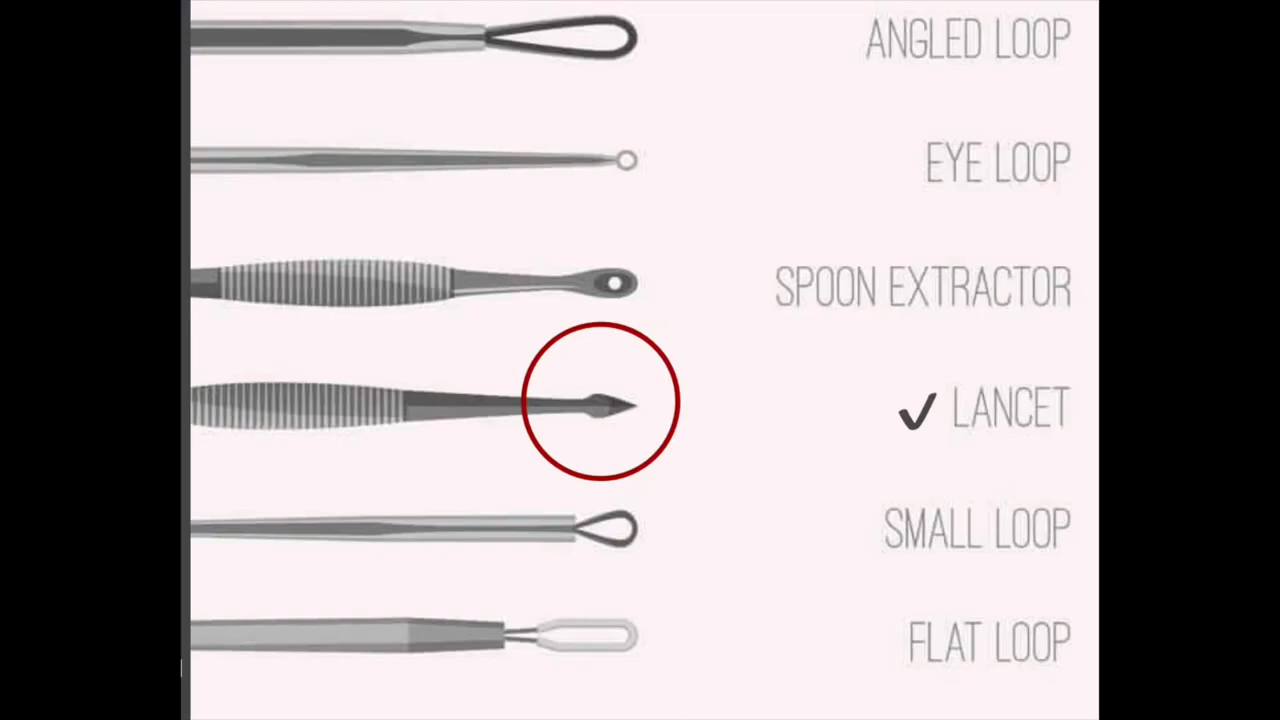 ANGLED LOOP
EYE LOOP
SPOON EXTRACTOR
✔ LANCET
SMALL LOOP
FLAT LOOP